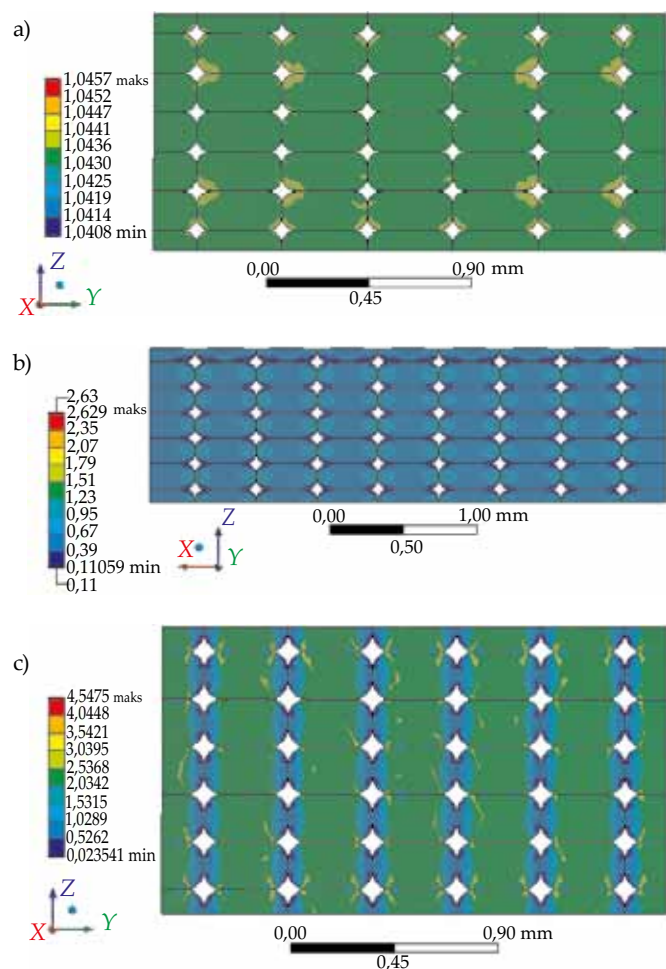 a)
1,0457 maks
1,0452
1,0447
1,0441
1,0436
1,0430
1,0425
1,0419
1,0414
1,0408 min
Z
X Y
0,00 0,90 mm
0,45
b)
2,63
2,629 maks
2,35
2,07
1,79
1,51
1,23
0,95
0,67
0,39
0,11059 min
0,11
Z
X Y
0,00 1,00 mm
0,50
c)
4,5475 maks
4,0448
3,5421
3,0395
2,5368
2,0342
1,5315
1,0289
0,5262
0,023541 min
Z
X Y
0,00 0,90 mm
0,45